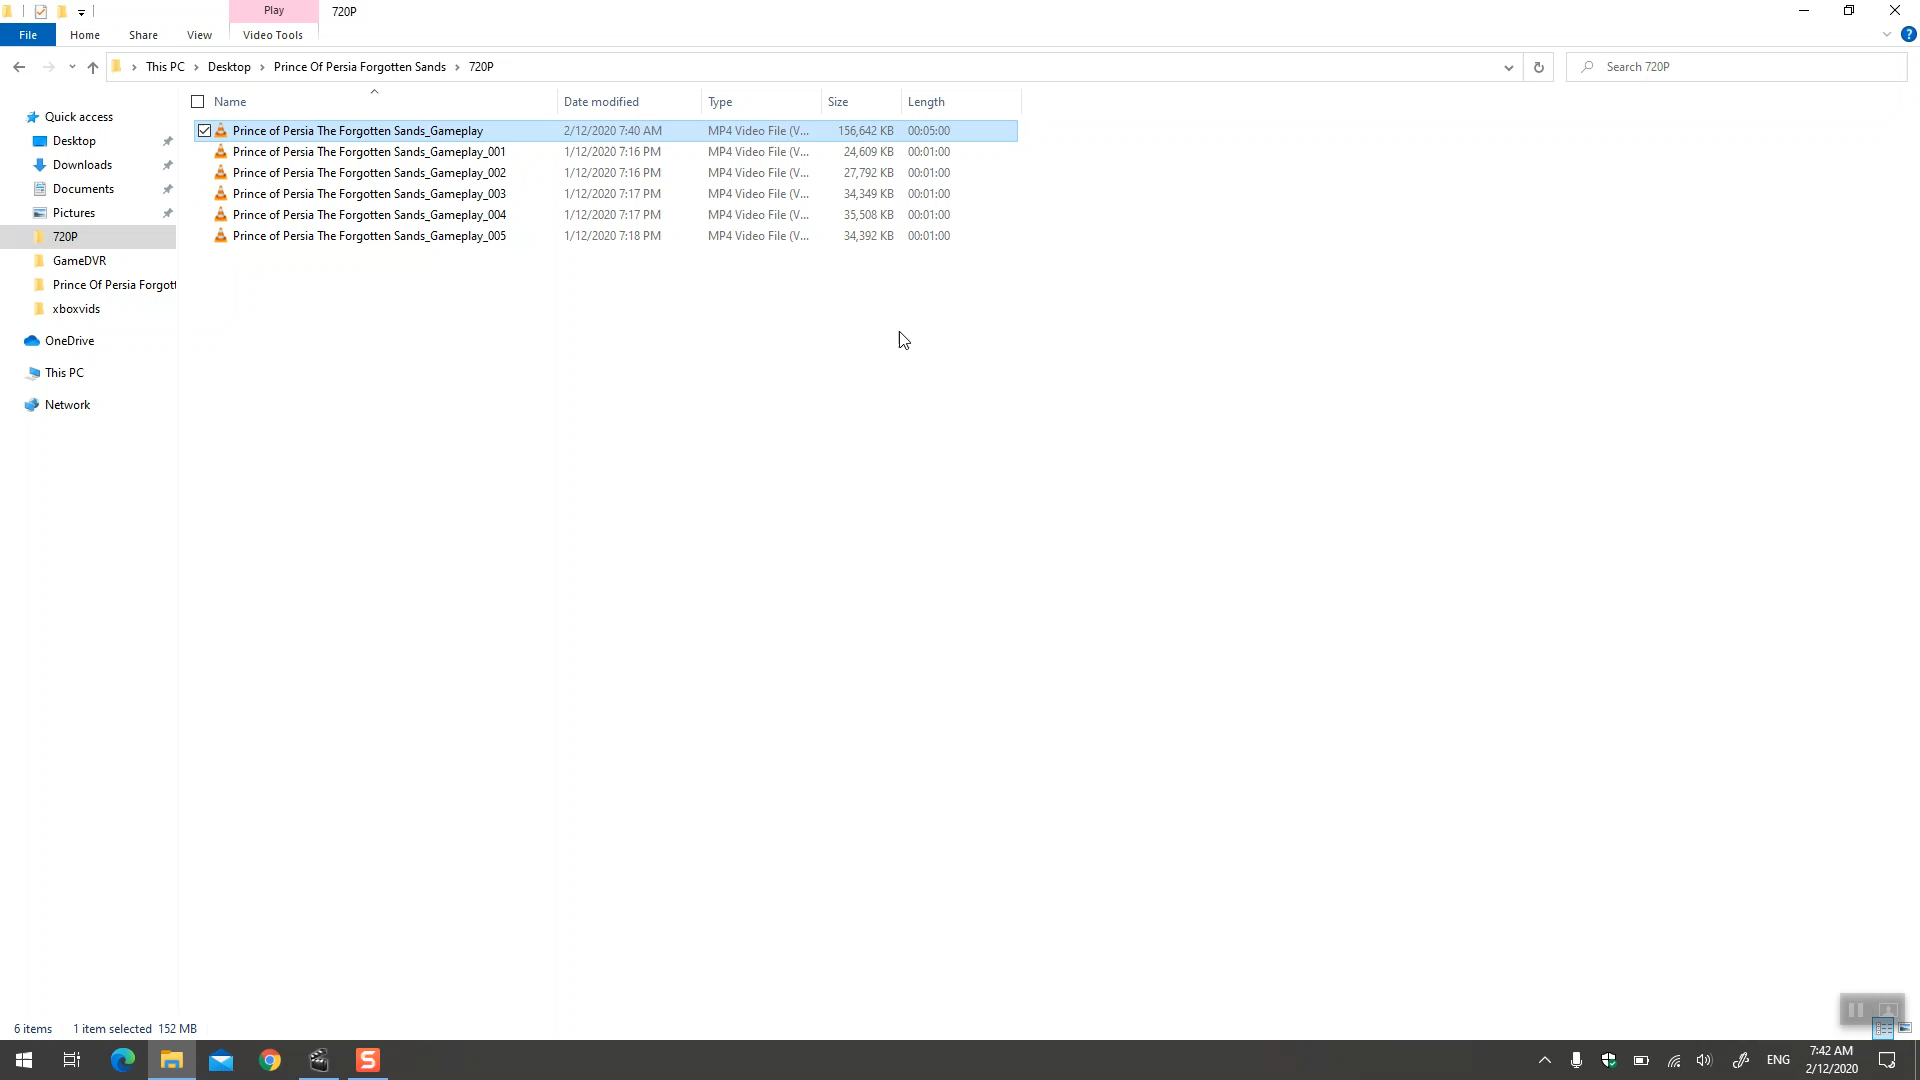 Play 720P
File Home Share View Video Tools
This PC Desktop Prince Of Persia Forgotten Sands 720P Search 720P
Name Date modified Type Size Length
Quick access
Desktop
Downloads
Documents
Pictures
720P
GameDVR
Prince Of Persia Forgott
xboxvids
OneDrive
This PC
Network
Prince of Persia The Forgotten Sands_Gameplay 2/12/2020 7:40 AM MP4 Video File (V... 156,642 KB 00:05:00
Prince of Persia The Forgotten Sands_Gameplay_001 1/12/2020 7:16 PM MP4 Video File (V... 24,609 KB 00:01:00
Prince of Persia The Forgotten Sands_Gameplay_002 1/12/2020 7:16 PM MP4 Video File (V... 27,792 KB 00:01:00
Prince of Persia The Forgotten Sands_Gameplay_003 1/12/2020 7:17 PM MP4 Video File (V... 34,349 KB 00:01:00
Prince of Persia The Forgotten Sands_Gameplay_004 1/12/2020 7:17 PM MP4 Video File (V... 35,508 KB 00:01:00
Prince of Persia The Forgotten Sands_Gameplay_005 1/12/2020 7:18 PM MP4 Video File (V... 34,392 KB 00:01:00
6 items 1 item selected 152 MB
S
ENG
7:42 AM
2/12/2020